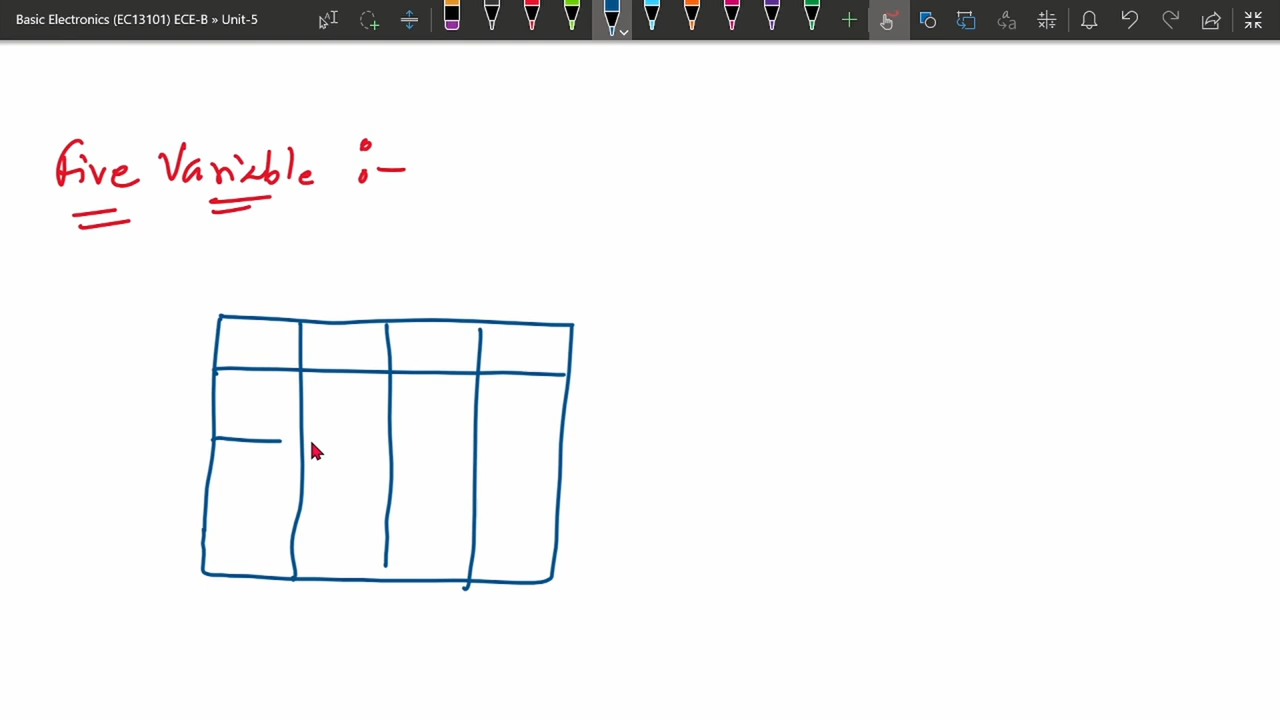 Basic Electronics (EC13101) ECE-B » Unit-5
Five Variable :-